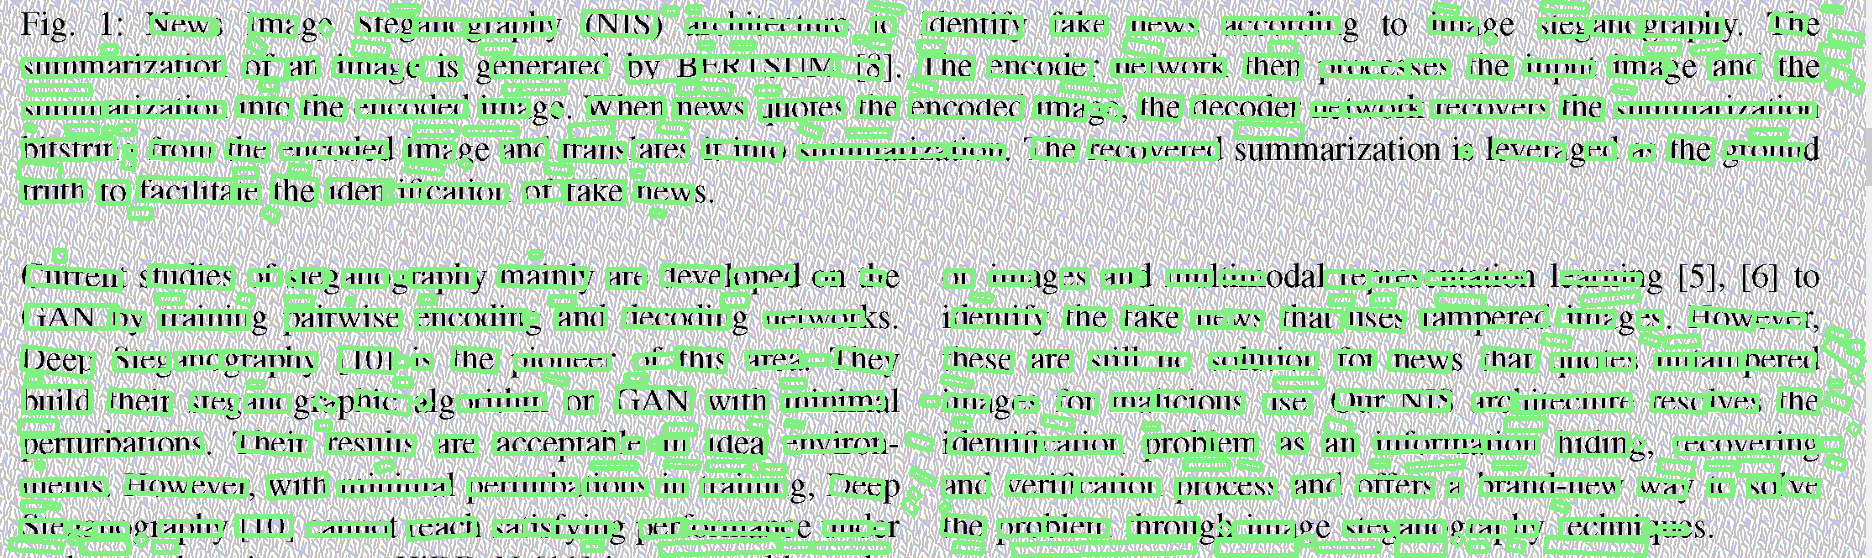 Fig. 1: News Image Steganography (NIS) architecture to identify fake news according to image steganography. The
summarization of an image is generated by BERTSUM [8]. The encoder network then processes the input image and the
summarization into the encoded image. When news quotes the encoded image, the decoder network recovers the summarization
bitstring from the encoded image and translates it into summarization. The recovered summarization is leveraged as the ground
truth to facilitate the identification of fake news.
Current studies of steganography mainly are developed on the
GAN by training pairwise encoding and decoding networks.
Deep Steganography [10] is the pioneer of this area. They
build their steganographic algorithm on GAN with minimal
perturbations. Their results are acceptable in idea environ-
ments. However, with minimal perturbations in training, Deep
Steganography [10] cannot reach satisfying performance under
on images and multimodal representation learning [5], [6] to
identify the fake news that uses tampered images. However,
these are still no solution for news that quotes untampered
images for malicious use. Our NIS architecture resolves the
identification problem as an information hiding, recovering
and verification process and offers a brand-new way to solve
the problem through image steganography techniques.